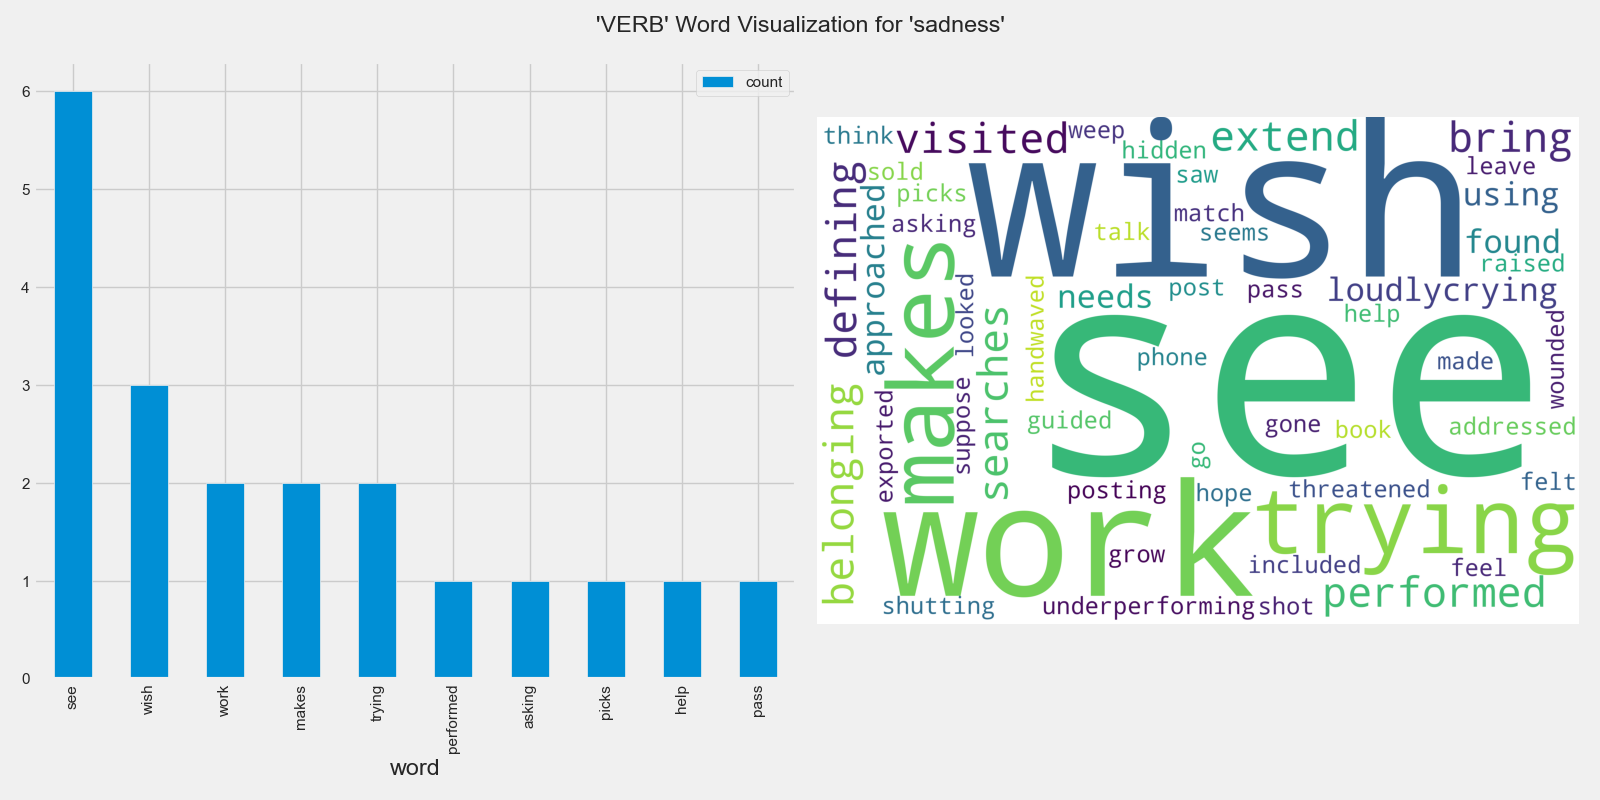 'VERB' Word Visualization for 'sadness'
count
6
5
4
3
2
1
0
see
wish
work
makes
trying
performed
asking
picks
help
pass
word
think
visited
weep
hidden
extend
bring
leave
sold
picks
saw
using
asking
match
talk
seems
wish
found
raised
defining
approached
makes
looked
searches
handwaved
needs
post
pass
loudlycrying
help
wounded
phone
see
made
belonging
exported
suppose
guided
gone
book
addressed
go
posting
hope
threatened
felt
work
trying
grow
included
feel
shutting
underperforming
shot
performed